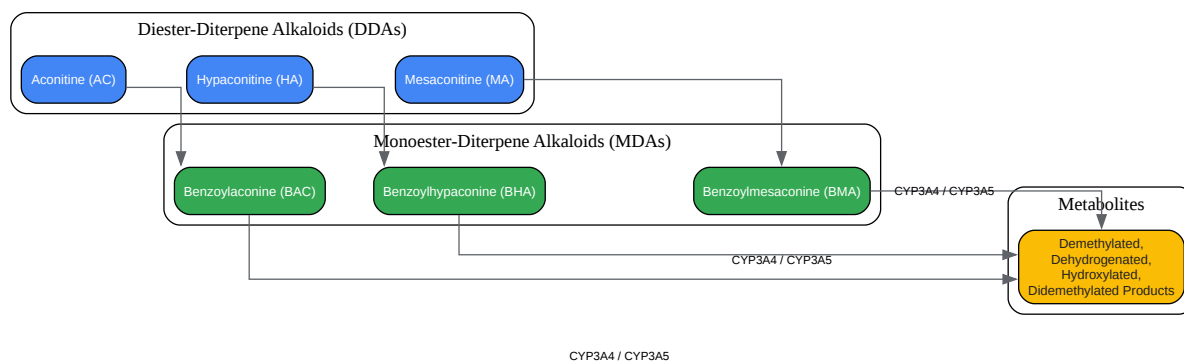 Diester-Diterpene Alkaloids (DDAs)
Aconitine (AC)
Hypaconitine (HA)
Mesaconitine (MA)
Monoester-Diterpene Alkaloids (MDAs)
Benzoylaconine (BAC)
Benzoylhypaconine (BHA)
Benzoylmesaconine (BMA)
CYP3A4 / CYP3A5
Metabolites
Demethylated,
Dehydrogenated,
Hydroxylated,
Didemethylated Products
CYP3A4 / CYP3A5
CYP3A4 / CYP3A5